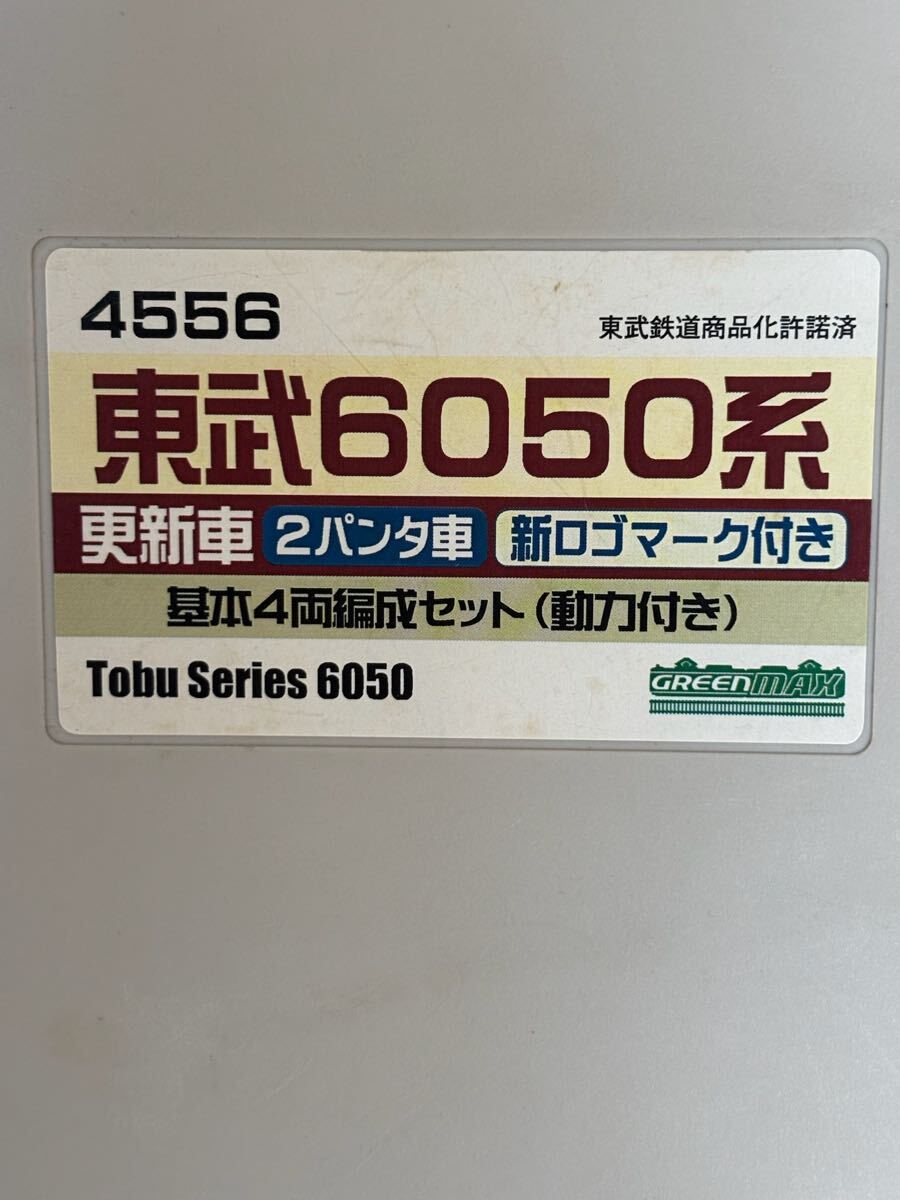 4556
東武鉄道商品化許諾済
東武6050系
更新車 2パンタ車 新ロゴマーク付き
基本4両編成セット(動力付き)
Tobu Series 6050
GREENMAX